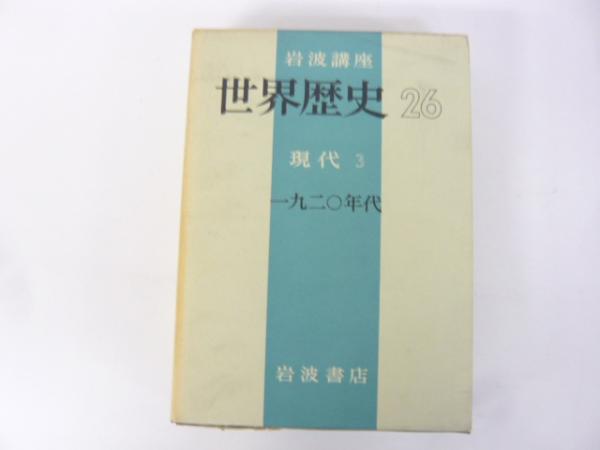 岩波講座
世界歴史 26
現代 3
一九二〇年代
岩波書店